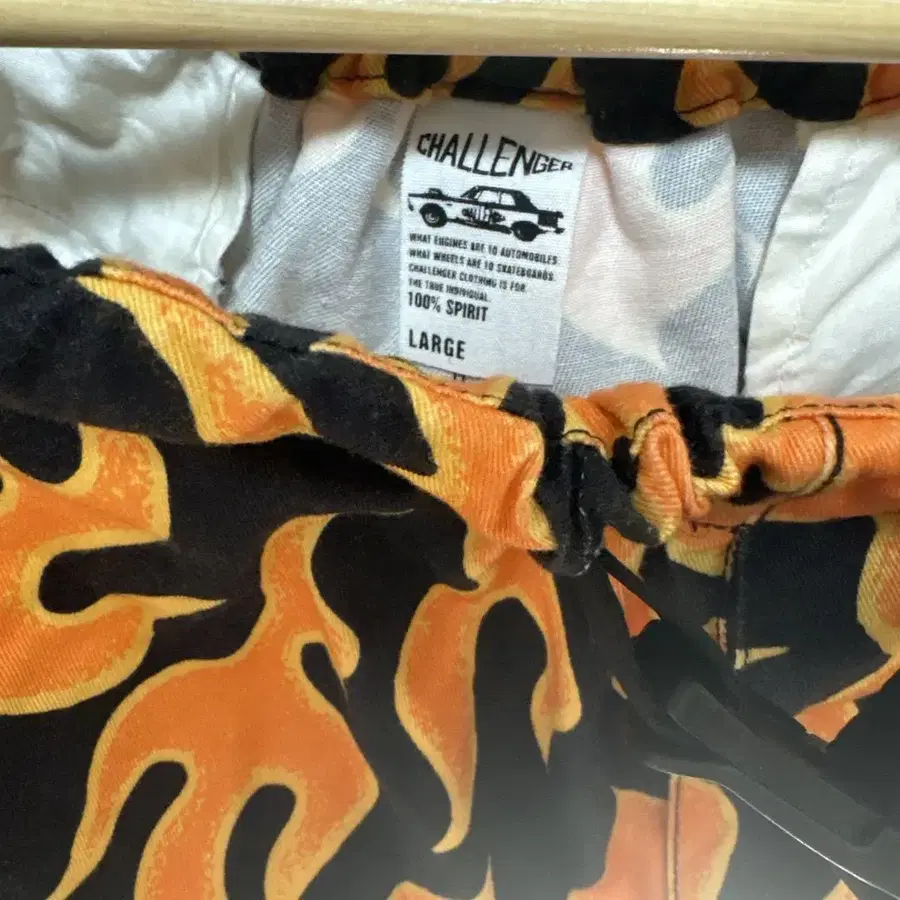 CHALLENGER
CHALLENGER
WHAT ENGINES ARE TO AUTOMOBILES
WHAT WHEELS ARE TO SKATEBOARDS.
CHALLENGER CLOTHING IS FOR
THE TRUE INDIVIDUAL.
100% SPIRIT
LARGE